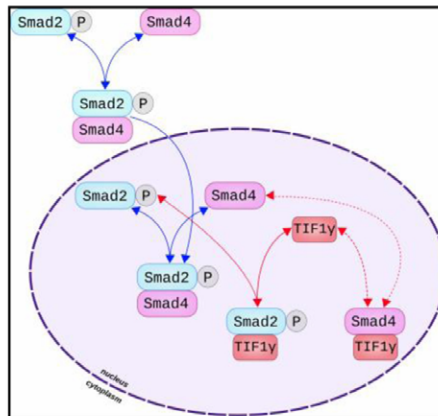 Smad2 P Smad4
Smad2 P
Smad4
Smad2 P Smad4
TIF1γ
Smad2 P
Smad4
Smad2 P Smad4
TIF1γ TIF1γ
nucleus
cytoplasm